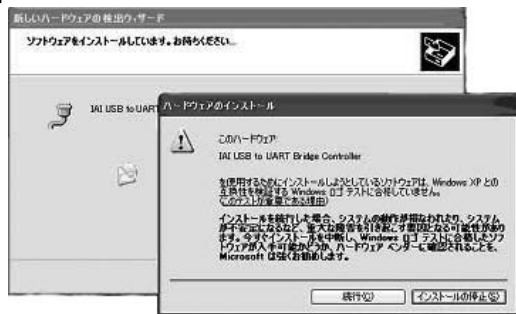 新しいハードウェアの検出ウィザード
ソフトウェアをインストールしています。お待ちください...
IAI USB to UART
ハードウェアのインストール
このハードウェア:
IAI USB to UART Bridge Controller
を使用するためにインストールしようとしているソフトウェアは、Windows XP との
互換性を検証する Windows ロゴ テストに合格していません。
(このテストが重要である理由)
インストールを続行した場合、システムの動作が損なわれたり、システム
が不安定になるなど、重大な障害を引き起こす要因となる可能性があり
ます。今すぐインストールを中断し、Windows ロゴ テストに合格したソフ
トウェアが入手可能かどうか、ハードウェア ベンダーに確認されることを、
Microsoft は強くお勧めします。
続行(C)
インストールの停止(S)